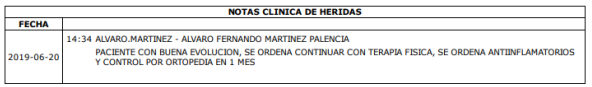 NOTAS CLINICA DE HERIDAS
FECHA
14:34 ALVARO.MARTINEZ - ALVARO FERNANDO MARTINEZ PALENCIA
2019-06-20
PACIENTE CON BUENA EVOLUCION, SE ORDENA CONTINUAR CON TERAPIA FISICA, SE ORDENA ANTIINFLAMATORIOS
Y CONTROL POR ORTOPEDIA EN 1 MES